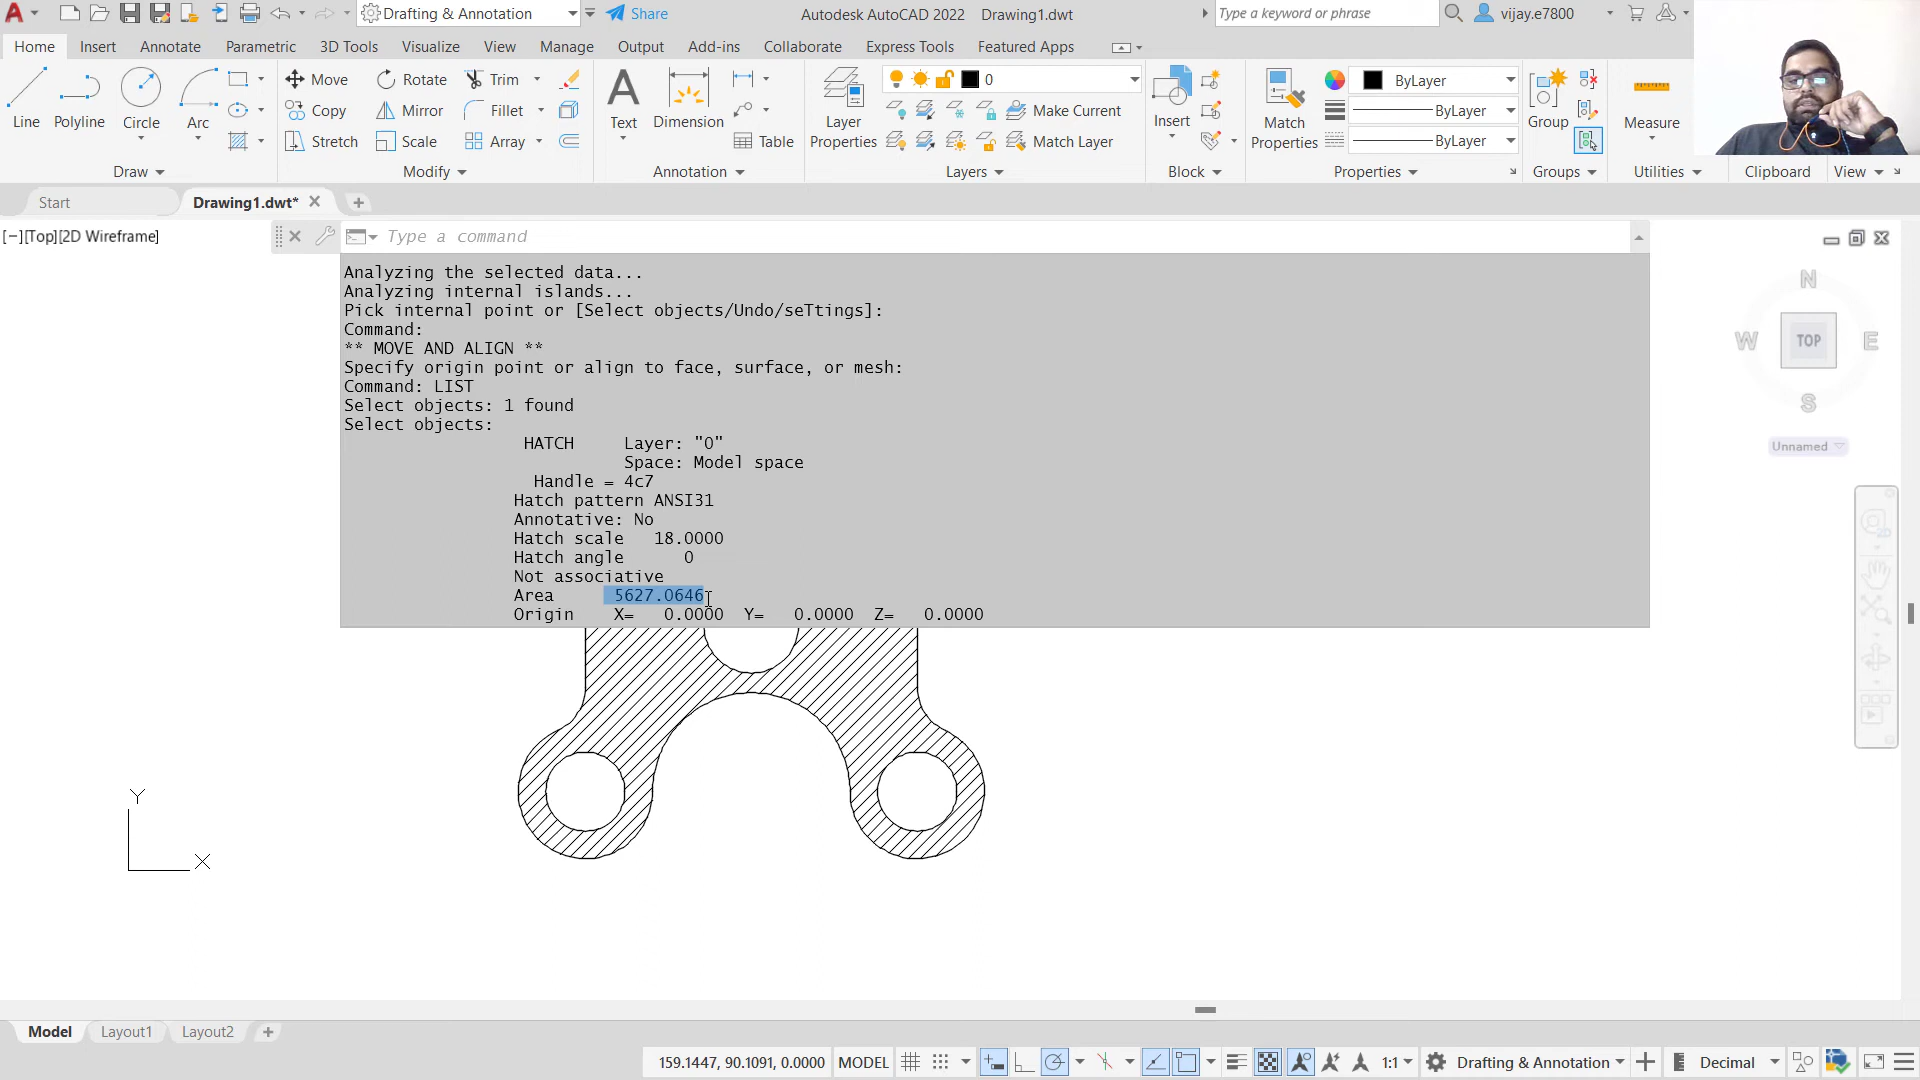 Drafting & Annotation
Share
Autodesk AutoCAD 2022 Drawing1.dwt
Type a keyword or phrase
vijay.e7800
Home Insert Annotate Parametric 3D Tools Visualize View Manage Output Add-ins Collaborate Express Tools Featured Apps
Line Polyline Circle Arc
Move Rotate Trim
Copy Mirror Fillet
Stretch Scale Array
Text Dimension
Table
Layer
Properties
0
Make Current
Match Layer
Insert
Match
Properties
ByLayer
ByLayer
ByLayer
Group
Measure
Draw Modify Annotation Layers Block Properties Groups Utilities Clipboard View
Start Drawing1.dwt*
[−][Top][2D Wireframe]
Type a command
Analyzing the selected data...
Analyzing internal islands...
Pick internal point or [Select objects/Undo/seTtings]:
Command:
** MOVE AND ALIGN **
Specify origin point or align to face, surface, or mesh:
Command: LIST
Select objects: 1 found
Select objects:
HATCH Layer: "0"
Space: Model space
Handle = 4c7
Hatch pattern ANSI31
Annotative: No
Hatch scale 18.0000
Hatch angle 0
Not associative
Area 5627.0646
Origin X= 0.0000 Y= 0.0000 Z= 0.0000
N
W TOP E
S
Unnamed
Y
X
Model Layout1 Layout2
159.1447, 90.1091, 0.0000 MODEL 1:1 Drafting & Annotation Decimal